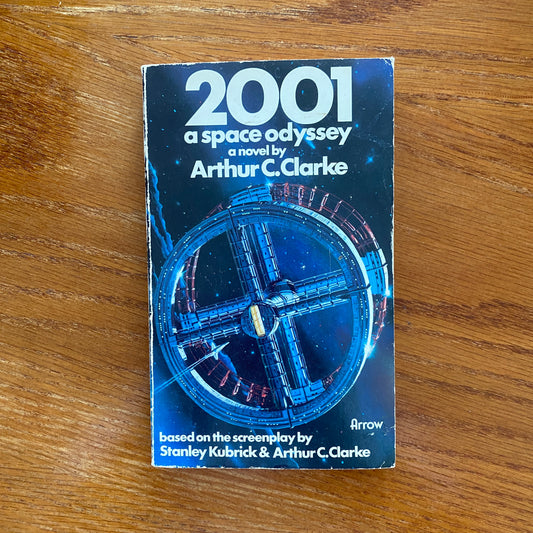 2001
a space odyssey
a novel by
Arthur C.Clarke
Arrow
based on the screenplay by
Stanley Kubrick & Arthur C.Clarke